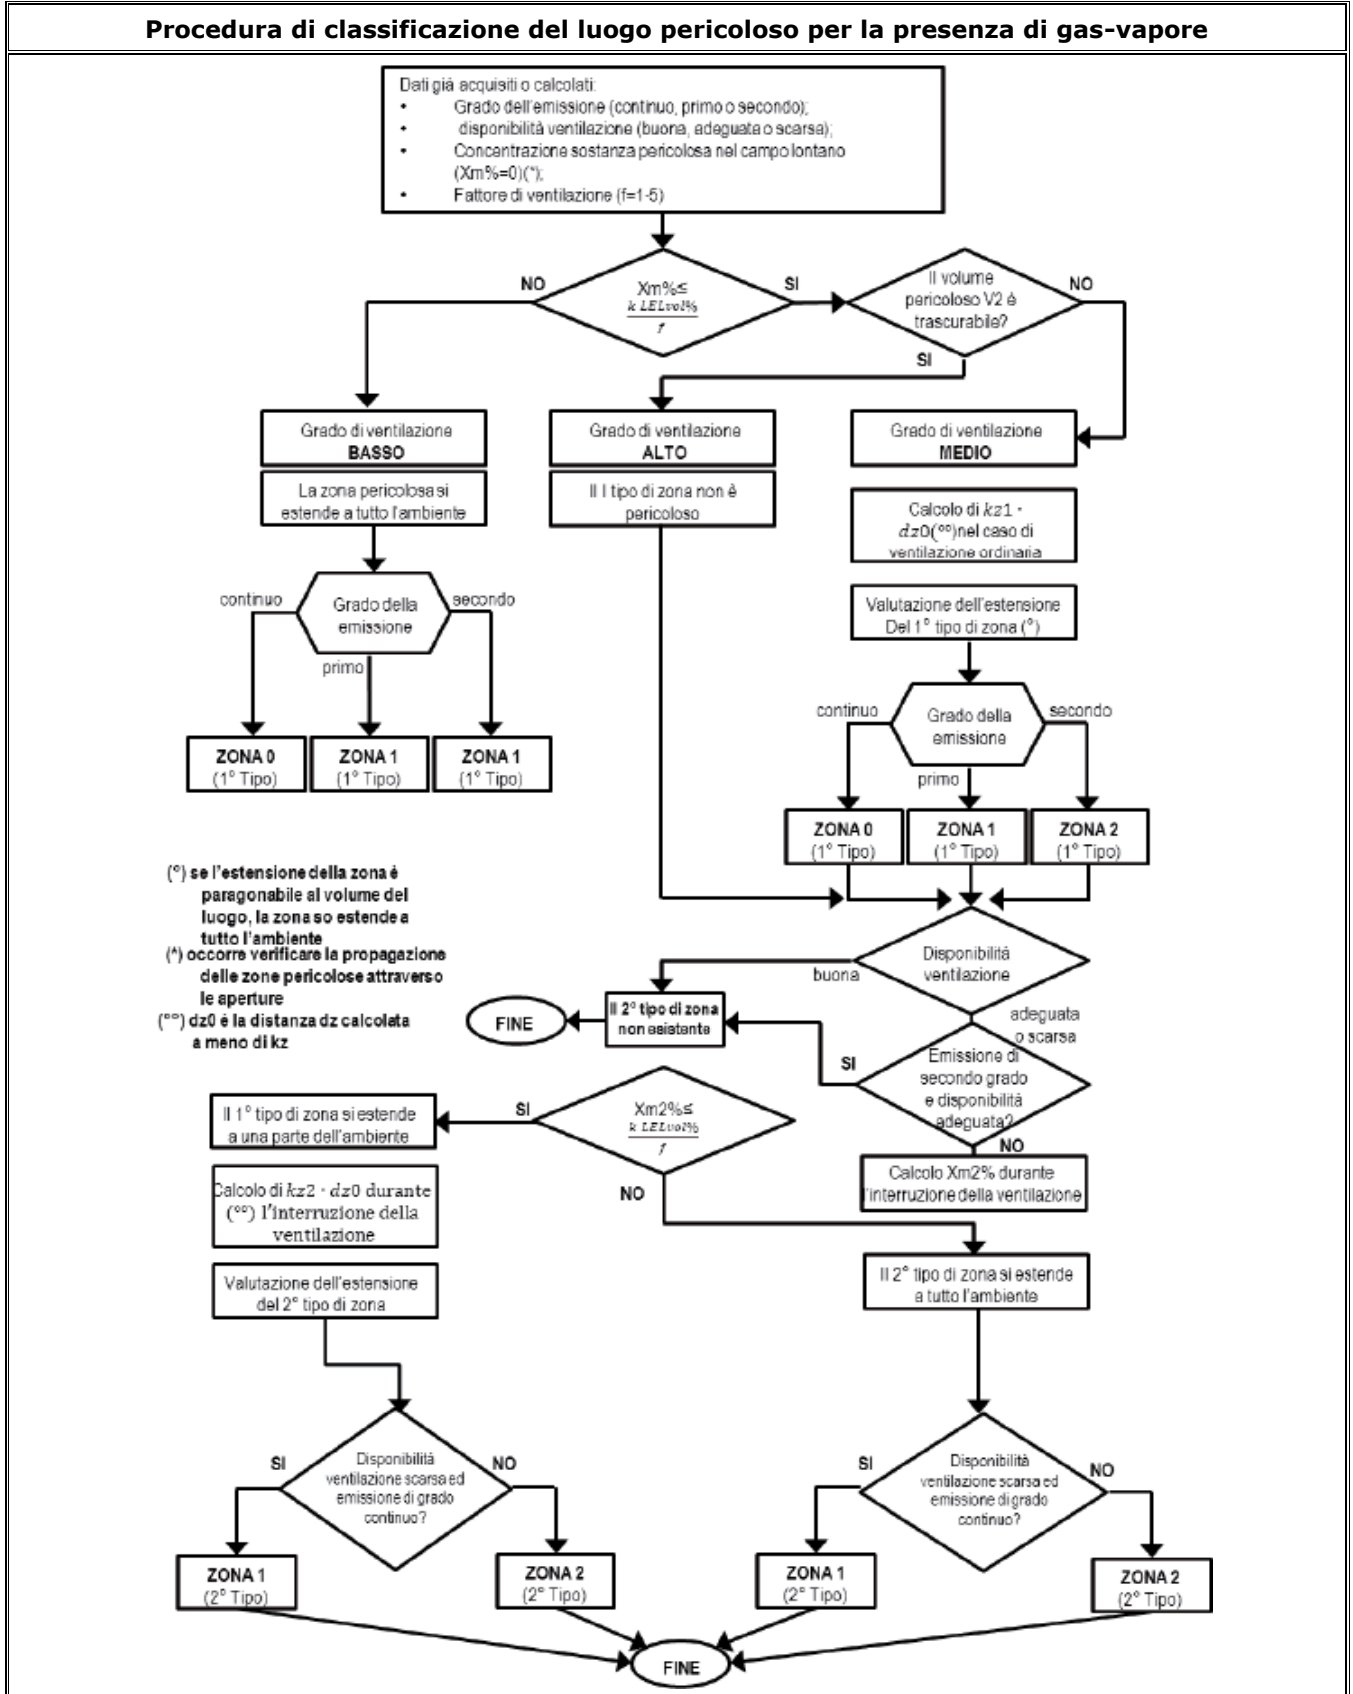 Procedura di classificazione del luogo pericoloso per la presenza di gas-vapore
Dati già acquisiti o calcolati:
• Grado dell'emissione (continuo, primo o secondo);
• disponibilità ventilazione (buona, adeguata o scarsa);
• Concentrazione sostanza pericolosa nel campo lontano
(Xm%=0)(*);
• Fattore di ventilazione (f=1-5)
NO
Xm%≤
k LELvol%
f
SI
Il volume
pericoloso V2 é
trascurabile?
NO
SI
Grado di ventilazione
BASSO
Grado di ventilazione
ALTO
Grado di ventilazione
MEDIO
La zona pericolosa si
estende a tutto l'ambiente
Il I tipo di zona non è
pericoloso
Calcolo di kz1 ·
dz0(°°)nel caso di
ventilazione ordinaria
Valutazione dell'estensione
Del 1° tipo di zona (°)
continuo
Grado della
emissione
secondo
primo
ZONA 0
(1° Tipo)
ZONA 1
(1° Tipo)
ZONA 1
(1° Tipo)
continuo
Grado della
emissione
secondo
primo
ZONA 0
(1° Tipo)
ZONA 1
(1° Tipo)
ZONA 2
(1° Tipo)
(°) se l'estensione della zona è
paragonabile al volume del
luogo, la zona so estende a
tutto l'ambiente
(*) occorre verificare la propagazione
delle zone pericolose attraverso
le aperture
(°°) dz0 é la distanza dz calcolata
a meno di kz
Disponibilità
ventilazione
buona
adeguata
o scarsa
Il 2° tipo di zona
non esistente
FINE
SI
Emissione di
secondo grado
e disponibilità
adeguata?
NO
Calcolo Xm2% durante
l'interruzione della ventilazione
Xm2%≤
k LELvol%
f
SI
NO
Il 1° tipo di zona si estende
a una parte dell'ambiente
Calcolo di kz2 · dz0 durante
(°°) l'interruzione della
ventilazione
Valutazione dell'estensione
del 2° tipo di zona
Il 2° tipo di zona si estende
a tutto l'ambiente
SI
Disponibilità
ventilazione scarsa ed
emissione di grado
continuo?
NO
SI
Disponibilità
ventilazione scarsa ed
emissione di grado
continuo?
NO
ZONA 1
(2° Tipo)
ZONA 2
(2° Tipo)
ZONA 1
(2° Tipo)
ZONA 2
(2° Tipo)
FINE